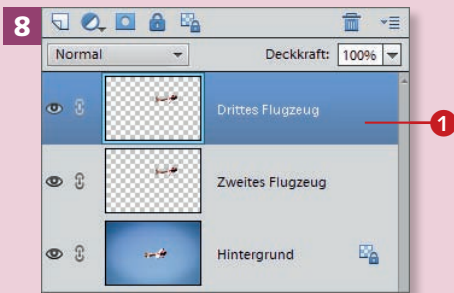 8
Normal
Deckkraft: 100%
Drittes Flugzeug
1
Zweites Flugzeug
Hintergrund